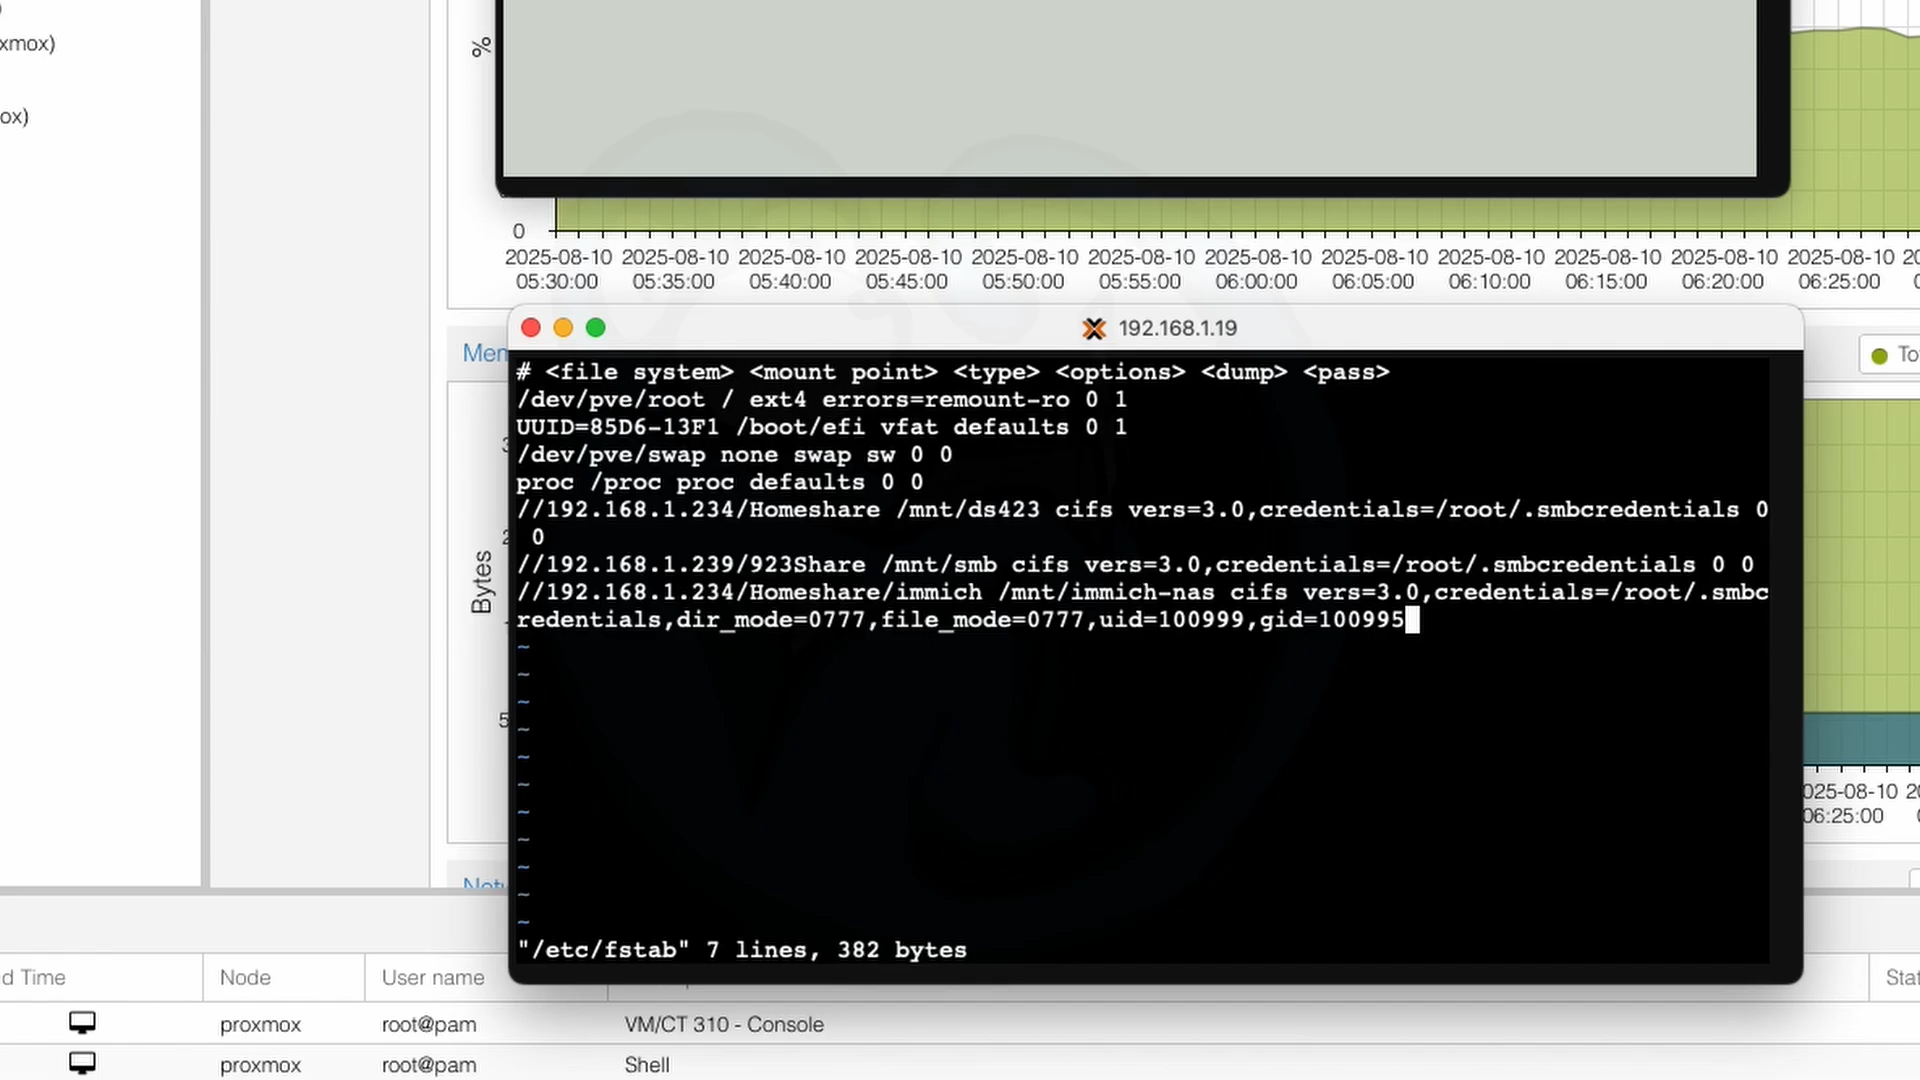 xmox)
%
ox)
0
2025-08-10 2025-08-10 2025-08-10 2025-08-10 2025-08-10 2025-08-10 2025-08-10 2025-08-10 2025-08-10 2025-08-10 2025-08-10 2025-08-10
05:30:00 05:35:00 05:40:00 05:45:00 05:50:00 05:55:00 06:00:00 06:05:00 06:10:00 06:15:00 06:20:00 06:25:00
192.168.1.19
Mem
To
# <file system> <mount point> <type> <options> <dump> <pass>
/dev/pve/root / ext4 errors=remount-ro 0 1
UUID=85D6-13F1 /boot/efi vfat defaults 0 1
/dev/pve/swap none swap sw 0 0
proc /proc proc defaults 0 0
//192.168.1.234/Homeshare /mnt/ds423 cifs vers=3.0,credentials=/root/.smbcredentials 0
0
//192.168.1.239/923Share /mnt/smb cifs vers=3.0,credentials=/root/.smbcredentials 0 0
//192.168.1.234/Homeshare/immich /mnt/immich-nas cifs vers=3.0,credentials=/root/.smbc
redentials,dir_mode=0777,file_mode=0777,uid=100999,gid=100995
~
~
~
~
~
~
~
~
~
~
~
"/etc/fstab" 7 lines, 382 bytes
Bytes
5
025-08-10
06:25:00
d Time Node User name Stat
proxmox root@pam VM/CT 310 - Console
proxmox root@pam Shell